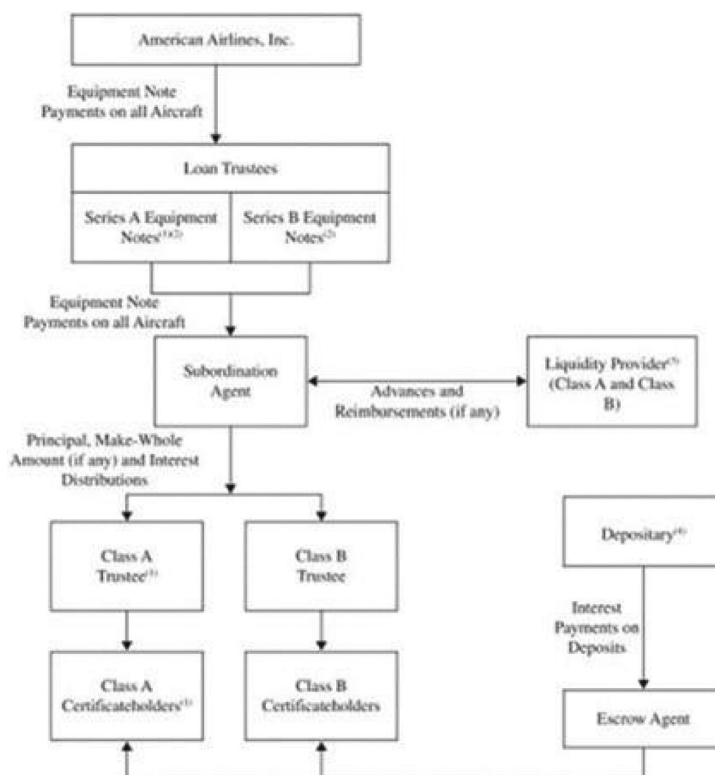 American Airlines, Inc.
Equipment Note
Payments on all Aircraft
Loan Trustees
Series A Equipment
Notes(1)(2)
Series B Equipment
Notes(2)
Equipment Note
Payments on all Aircraft
Subordination
Agent
Advances and
Reimbursements (if any)
Liquidity Provider(3)
(Class A and Class
B)
Principal, Make-Whole
Amount (if any) and Interest
Distributions
Class A
Trustee(1)
Class B
Trustee
Depositary(4)
Interest
Payments on
Deposits
Class A
Certificateholders(1)
Class B
Certificateholders
Escrow Agent